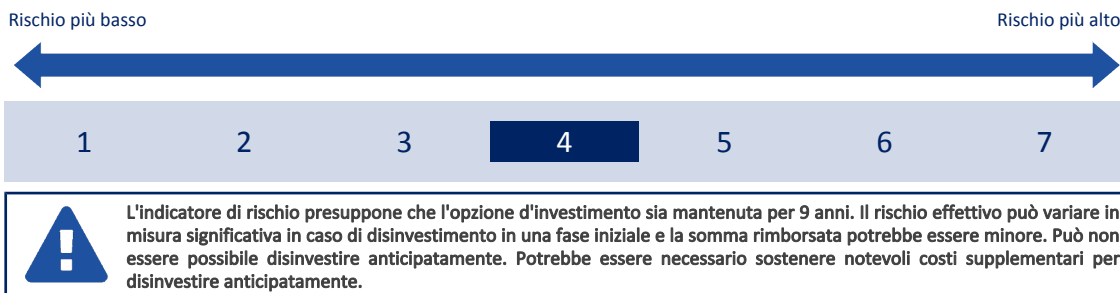 Rischio più basso Rischio più alto
1 2 3 4 5 6 7
L'indicatore di rischio presuppone che l'opzione d'investimento sia mantenuta per 9 anni. Il rischio effettivo può variare in
misura significativa in caso di disinvestimento in una fase iniziale e la somma rimborsata potrebbe essere minore. Può non
essere possibile disinvestire anticipatamente. Potrebbe essere necessario sostenere notevoli costi supplementari per
disinvestire anticipatamente.